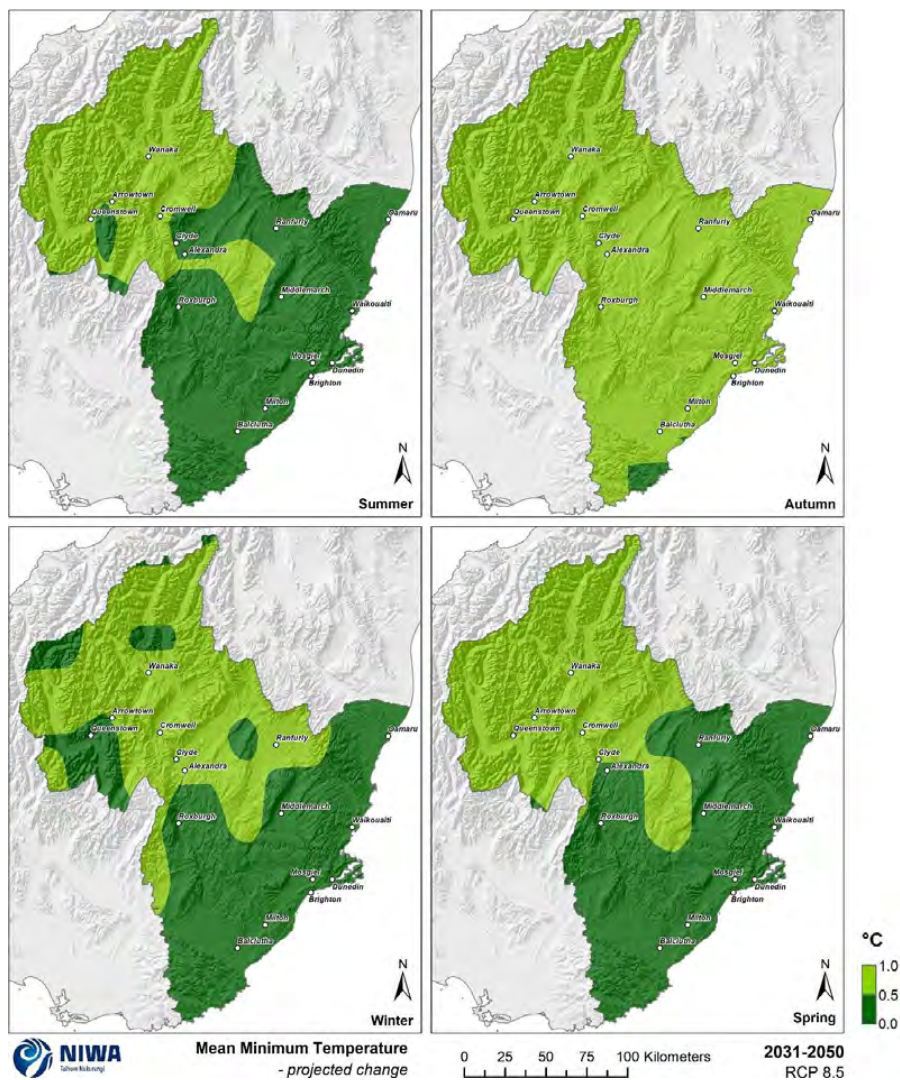 Wanaka
Arrowtown
Queenstown
Cromwell
Clyde
Alexandra
Ranfurly
Oamaru
Roxburgh
Middlemarch
Waikouaiti
Mosgiel
Dunedin
Brighton
Milton
Balclutha
N
Summer
Wanaka
Arrowtown
Queenstown
Cromwell
Clyde
Alexandra
Ranfurly
Oamaru
Roxburgh
Middlemarch
Waikouaiti
Mosgiel
Dunedin
Brighton
Milton
Balclutha
N
Autumn
Wanaka
Arrowtown
Queenstown
Cromwell
Clyde
Alexandra
Ranfurly
Oamaru
Roxburgh
Middlemarch
Waikouaiti
Mosgiel
Dunedin
Brighton
Milton
Balclutha
N
Winter
Wanaka
Arrowtown
Queenstown
Cromwell
Clyde
Alexandra
Ranfurly
Oamaru
Roxburgh
Middlemarch
Waikouaiti
Mosgiel
Dunedin
Brighton
Milton
Balclutha
N
Spring
°C
1.0
0.5
0.0
NIWA
Taihoro Nukurangi
Mean Minimum Temperature
- projected change
0 25 50 75 100 Kilometers
2031-2050
RCP 8.5